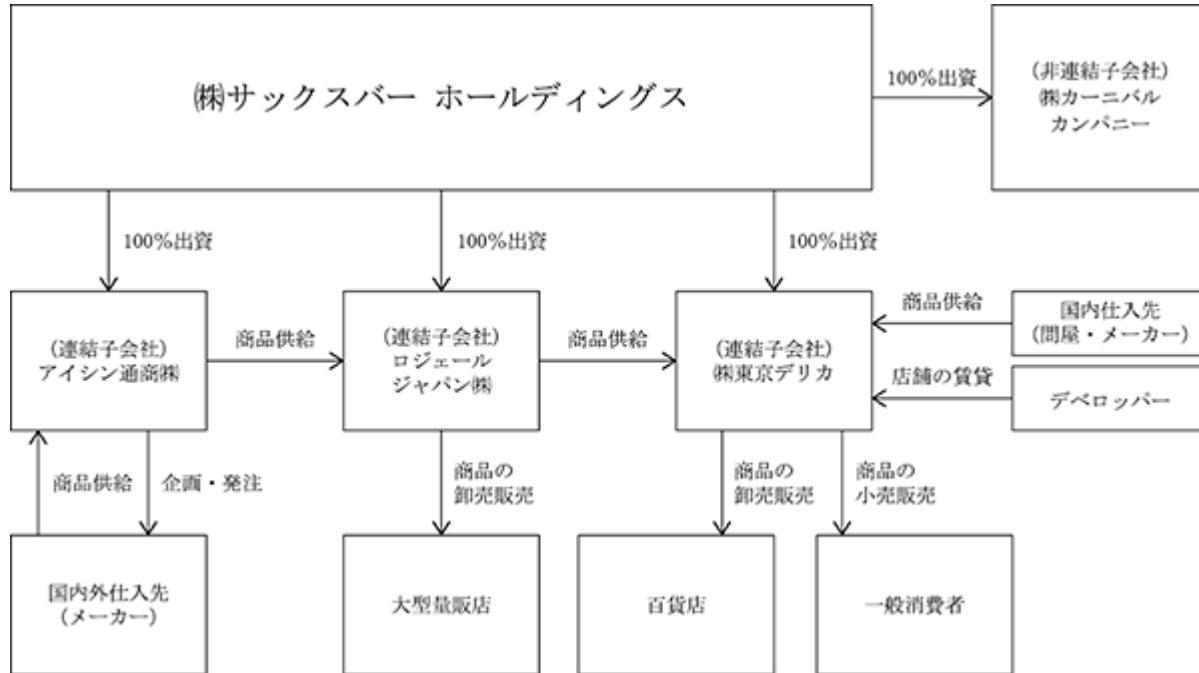 ㈱サックスバー ホールディングス
100％出資
(非連結子会社)
㈱カーニバル
カンパニー
100％出資
100％出資
100％出資
(連結子会社)
アイシン通商㈱
商品供給
(連結子会社)
ロジェール
ジャパン㈱
商品供給
(連結子会社)
㈱東京デリカ
商品供給
国内仕入先
(問屋・メーカー)
店舗の賃貸
デベロッパー
商品供給
企画・発注
商品の
卸売販売
商品の
卸売販売
商品の
小売販売
国内外仕入先
(メーカー)
大型量販店
百貨店
一般消費者